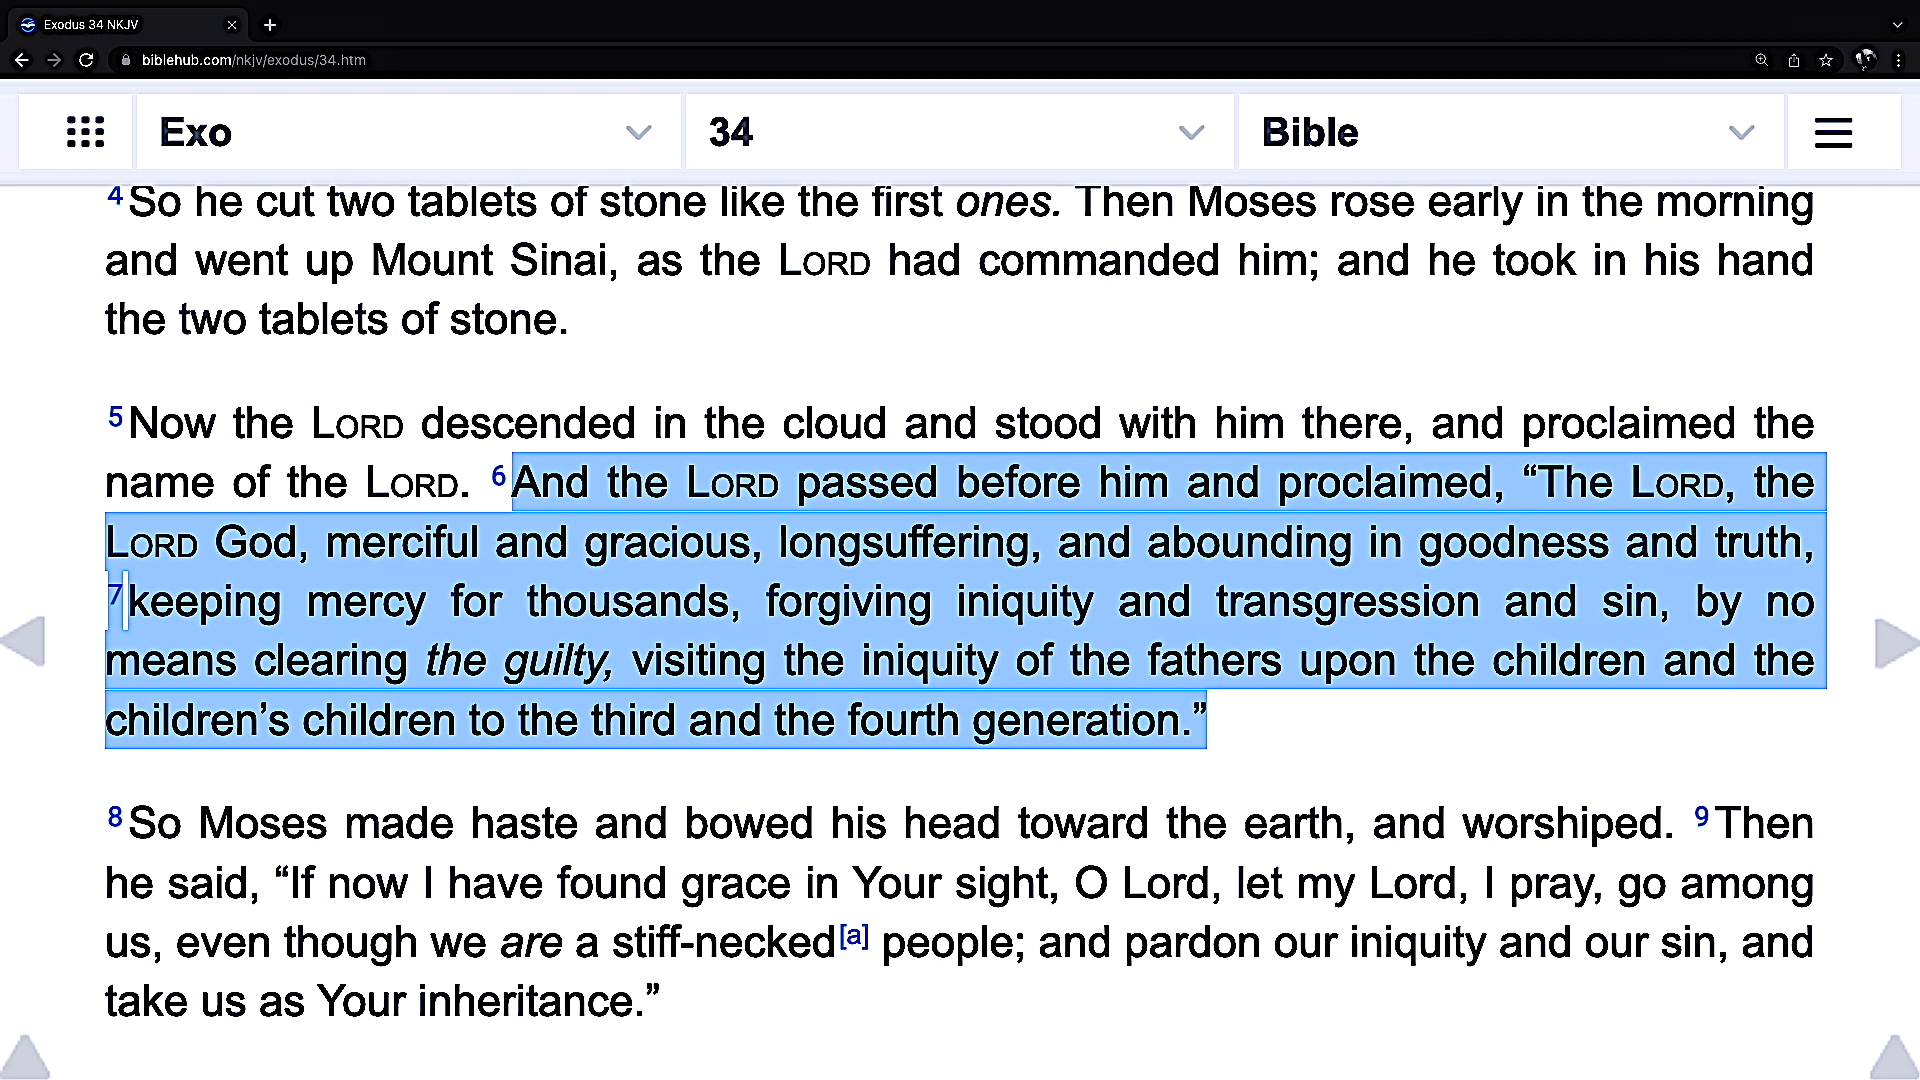 Exodus 34 NKJV
biblehub.com/nkjv/exodus/34.htm
Exo 34 Bible
4 So he cut two tablets of stone like the first ones. Then Moses rose early in the morning
and went up Mount Sinai, as the LORD had commanded him; and he took in his hand
the two tablets of stone.
5 Now the LORD descended in the cloud and stood with him there, and proclaimed the
name of the LORD. 6 And the LORD passed before him and proclaimed, “The LORD, the
LORD God, merciful and gracious, longsuffering, and abounding in goodness and truth,
7 keeping mercy for thousands, forgiving iniquity and transgression and sin, by no
means clearing the guilty, visiting the iniquity of the fathers upon the children and the
children’s children to the third and the fourth generation.”
8 So Moses made haste and bowed his head toward the earth, and worshiped. 9 Then
he said, “If now I have found grace in Your sight, O Lord, let my Lord, I pray, go among
us, even though we are a stiff-necked[a] people; and pardon our iniquity and our sin, and
take us as Your inheritance.”